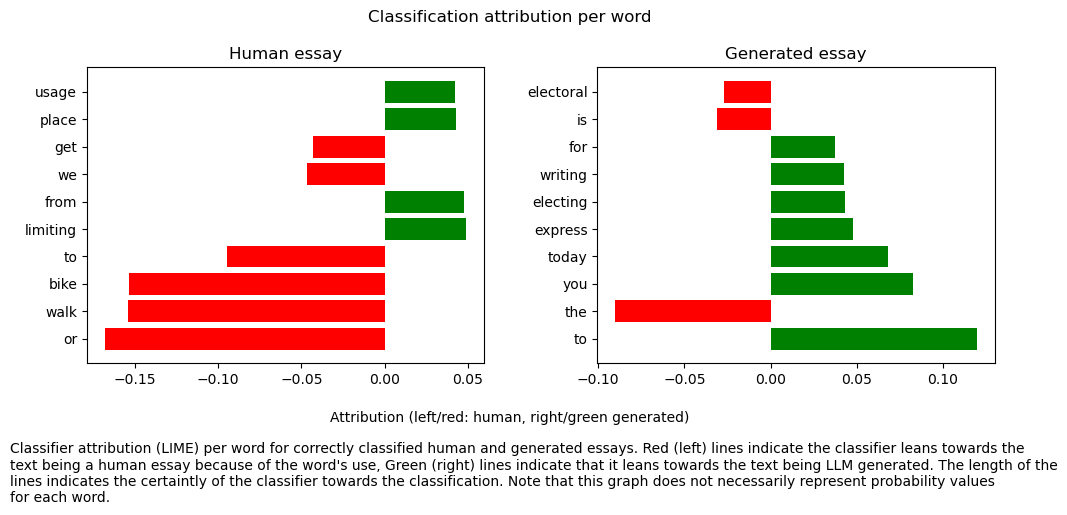 Classification attribution per word
Human essay
usage
place
get
we
from
limiting
to
bike
walk
or
−0.15 −0.10 −0.05 0.00 0.05
Generated essay
electoral
is
for
writing
electing
express
today
you
the
to
−0.10 −0.05 0.00 0.05 0.10
Attribution (left/red: human, right/green generated)
Classifier attribution (LIME) per word for correctly classified human and generated essays. Red (left) lines indicate the classifier leans towards the
text being a human essay because of the word's use, Green (right) lines indicate that it leans towards the text being LLM generated. The length of the
lines indicates the certaintly of the classifier towards the classification. Note that this graph does not necessarily represent probability values
for each word.